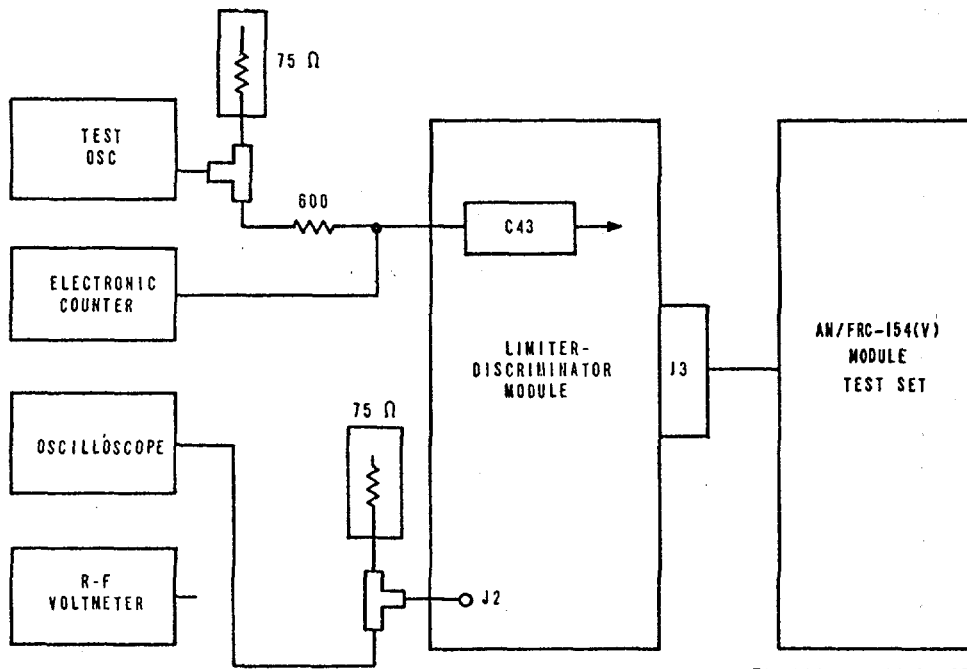 75 Ω
TEST
OSC
600
C43
ELECTRONIC
COUNTER
LIMITER-
DISCRIMINATOR
MODULE
J3
AN/FRC-154(V)
MODULE
TEST SET
75 Ω
OSCILLOSCOPE
R-F
VOLTMETER
J2